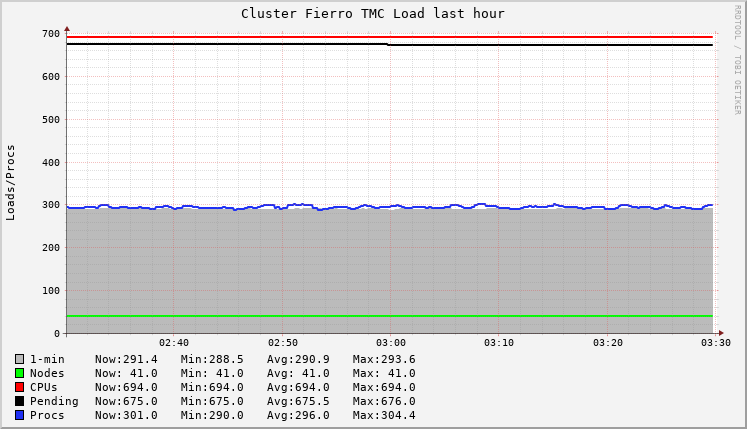 Cluster Fierro TMC Load last hour
RRDTOOL / TOBI OETIKER
Loads/Procs
700
600
500
400
300
200
100
0
02:40 02:50 03:00 03:10 03:20 03:30
1-min Now:291.4 Min:288.5 Avg:290.9 Max:293.6
Nodes Now: 41.0 Min: 41.0 Avg: 41.0 Max: 41.0
CPUs Now:694.0 Min:694.0 Avg:694.0 Max:694.0
Pending Now:675.0 Min:675.0 Avg:675.5 Max:676.0
Procs Now:301.0 Min:290.0 Avg:296.0 Max:304.4